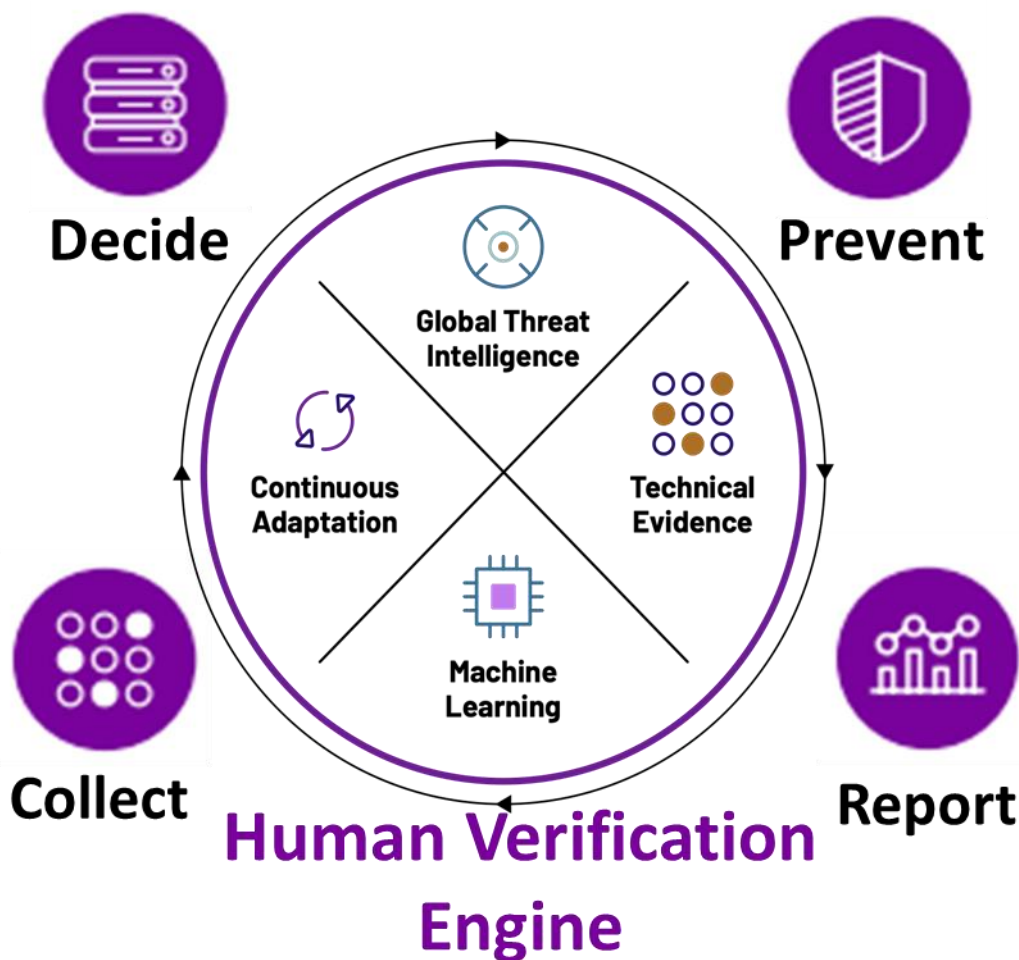 Decide
Prevent
Global Threat
Intelligence
Continuous
Adaptation
Technical
Evidence
Machine
Learning
Collect
Report
Human Verification
Engine